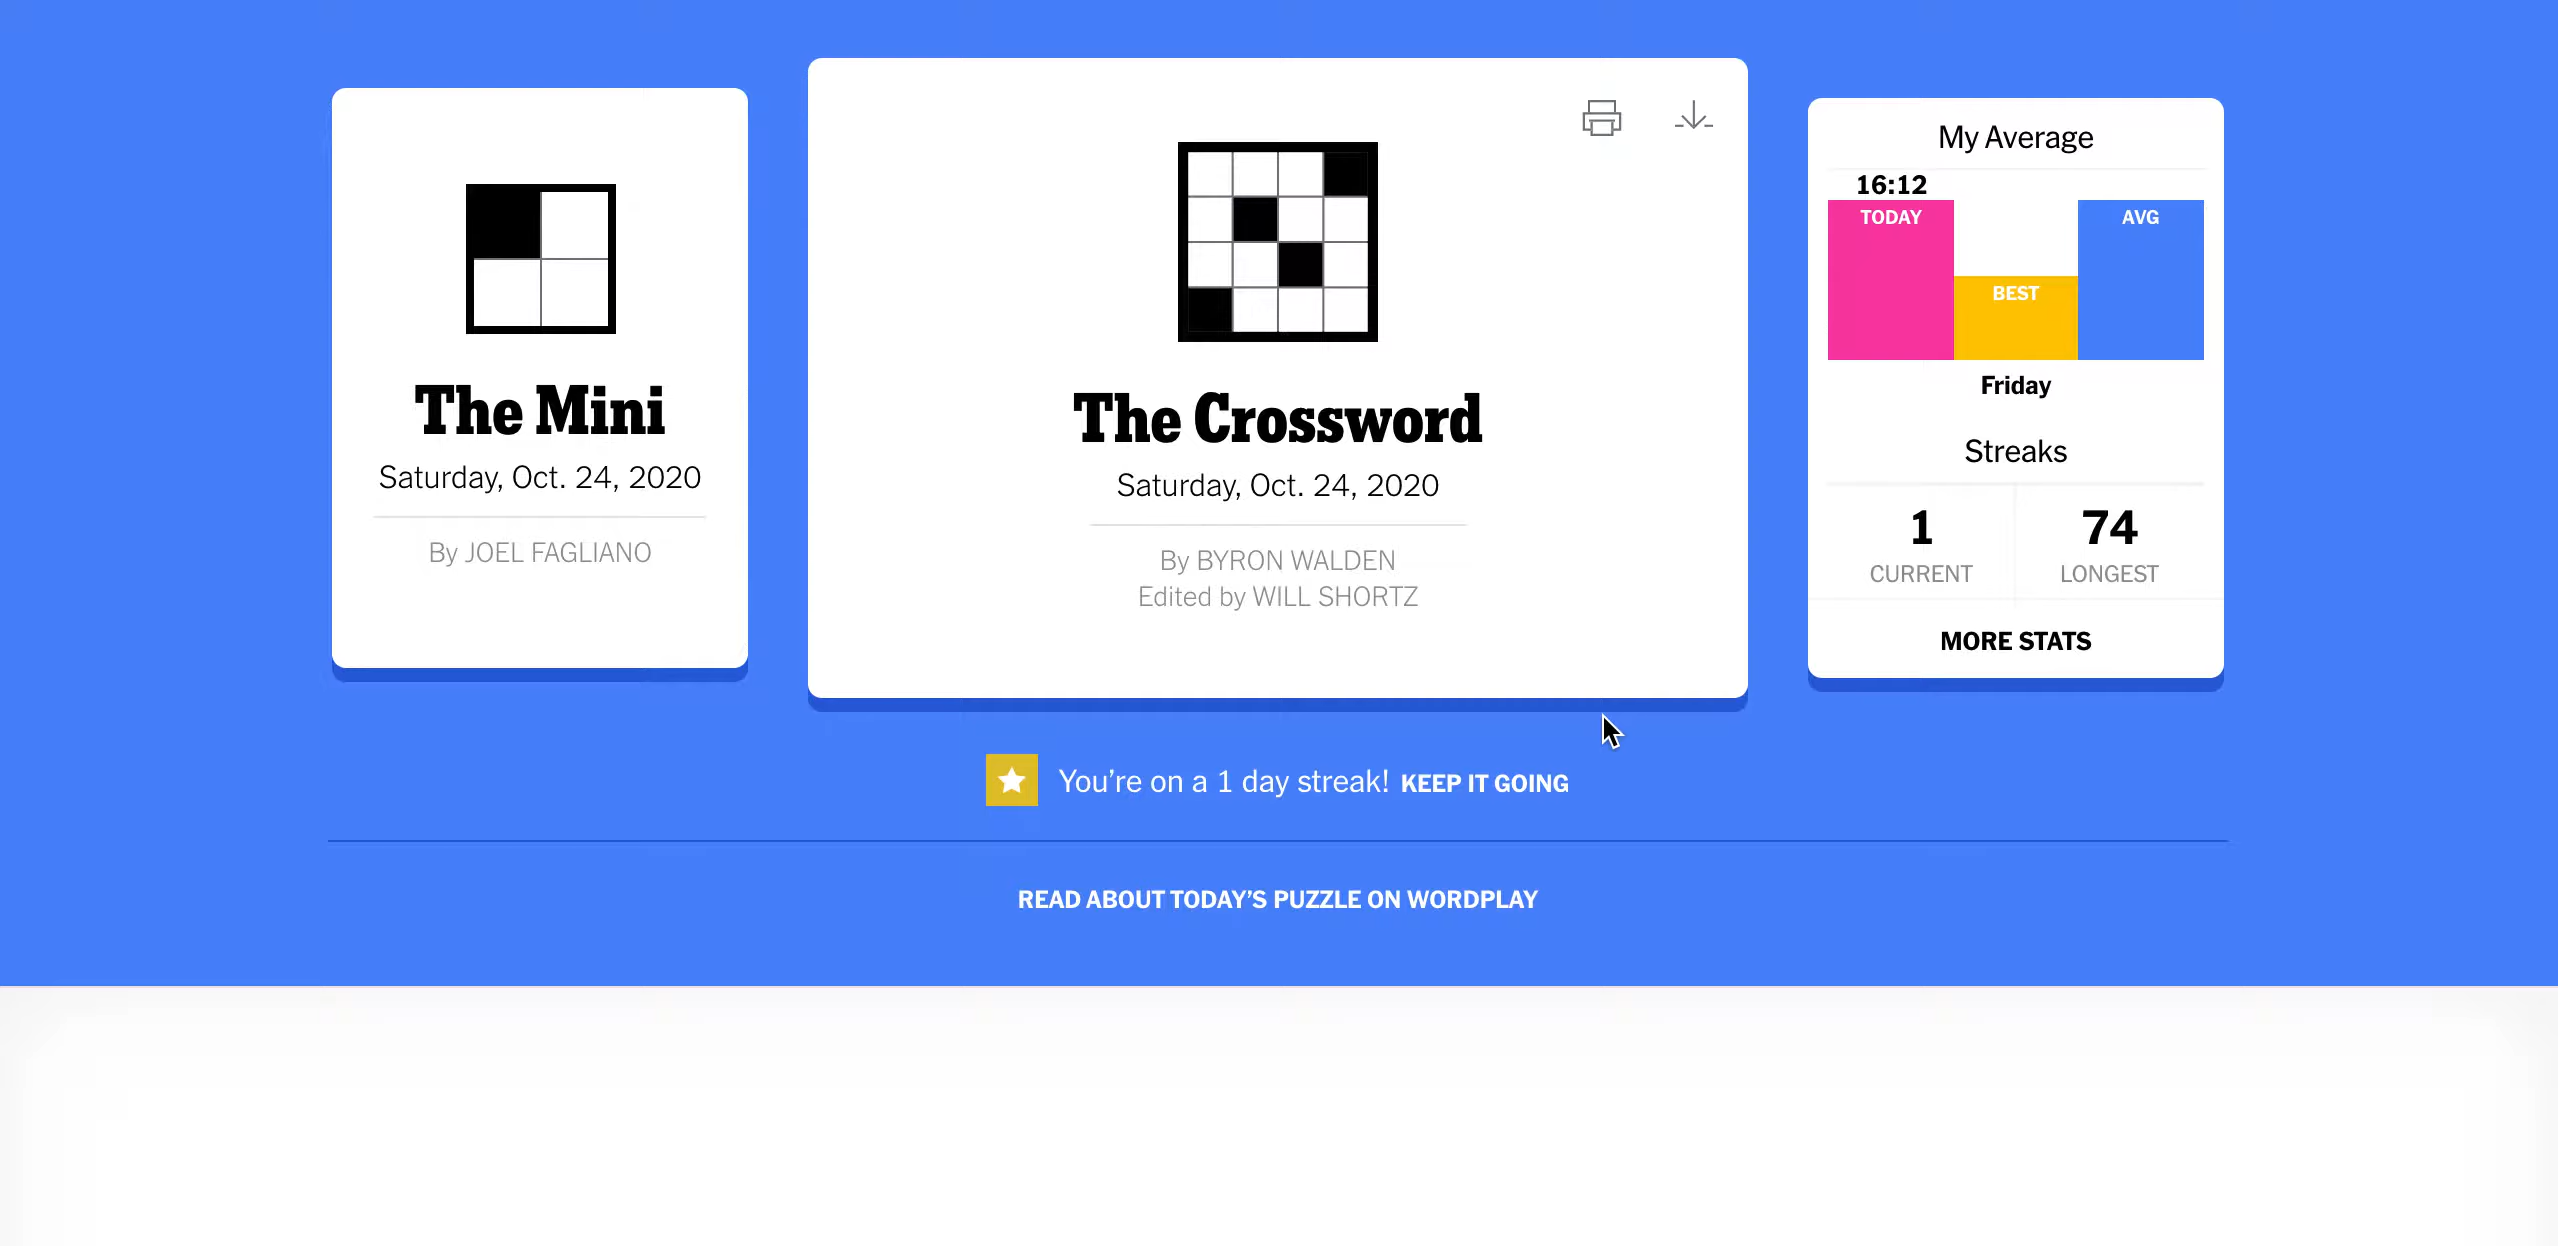 The Mini
Saturday, Oct. 24, 2020
By JOEL FAGLIANO
The Crossword
Saturday, Oct. 24, 2020
By BYRON WALDEN
Edited by WILL SHORTZ
My Average
16:12
TODAY
BEST
AVG
Friday
Streaks
1
CURRENT
74
LONGEST
MORE STATS
You’re on a 1 day streak! KEEP IT GOING
READ ABOUT TODAY’S PUZZLE ON WORDPLAY